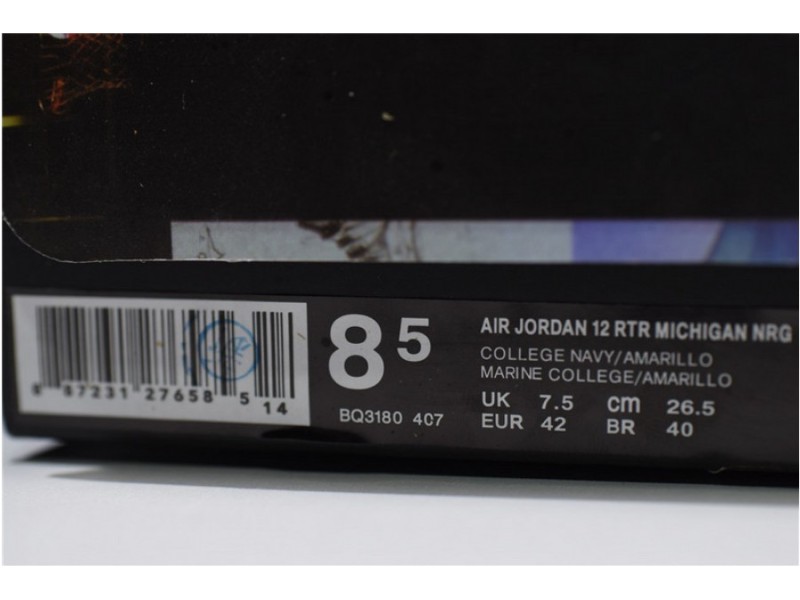 8 5
AIR JORDAN 12 RTR MICHIGAN NRG
COLLEGE NAVY/AMARILLO
MARINE COLLEGE/AMARILLO
UK 7.5 cm 26.5
EUR 42 BR 40
BQ3180 407
8 87231 27658 5 14